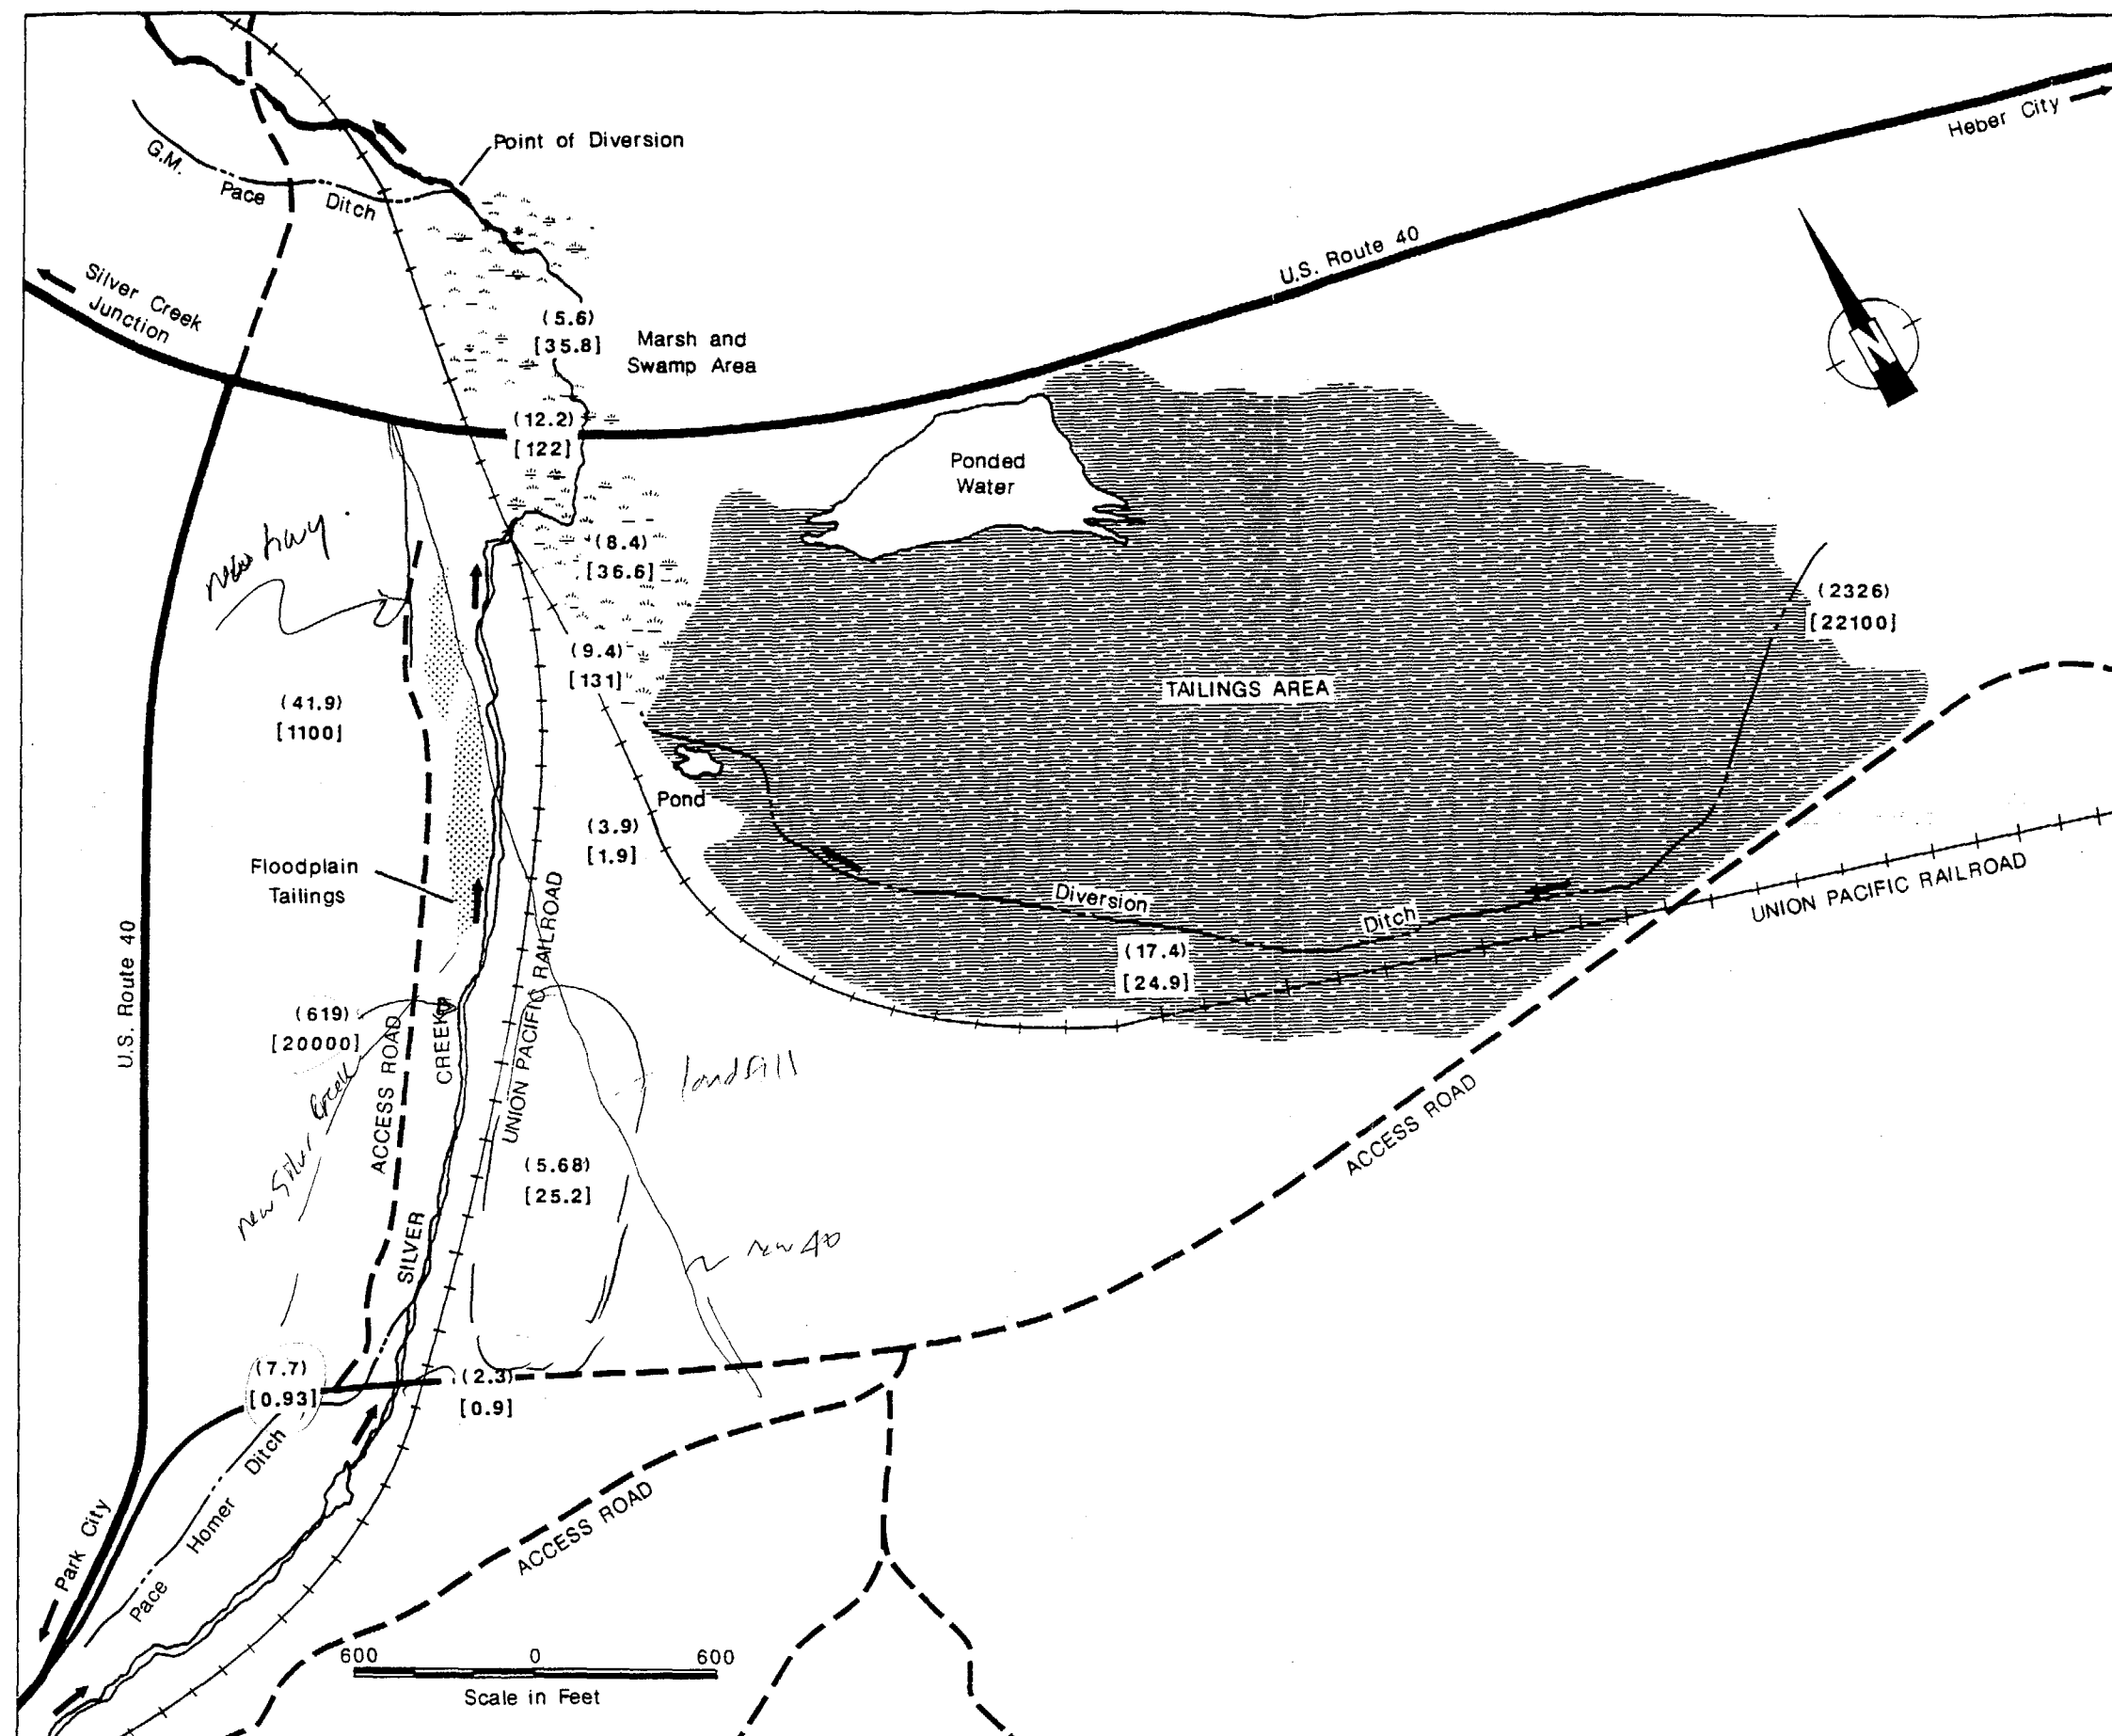 Point of Diversion
G.M. Pace Ditch
Heber City
U.S. Route 40
Silver Creek
Junction
(5.6)
[35.8]
Marsh and
Swamp Area
(12.2)
[122]
Ponded
Water
new hwy.
(8.4)
[36.6]
(2326)
[22100]
(9.4)
[131]
TAILINGS AREA
(41.9)
[1100]
Pond
(3.9)
[1.9]
Floodplain
Tailings
Diversion Ditch
UNION PACIFIC RAILROAD
UNION PACIFIC RAILROAD
U.S. Route 40
(17.4)
[24.9]
(619)
[20000]
ACCESS ROAD
SILVER CREEK
landfill
new Silver Creek
ACCESS ROAD
(5.68)
[25.2]
new 40
(7.7)
[0.93]
(2.3)
[0.9]
Pace Homer Ditch
Park City
ACCESS ROAD
600 0 600
Scale in Feet